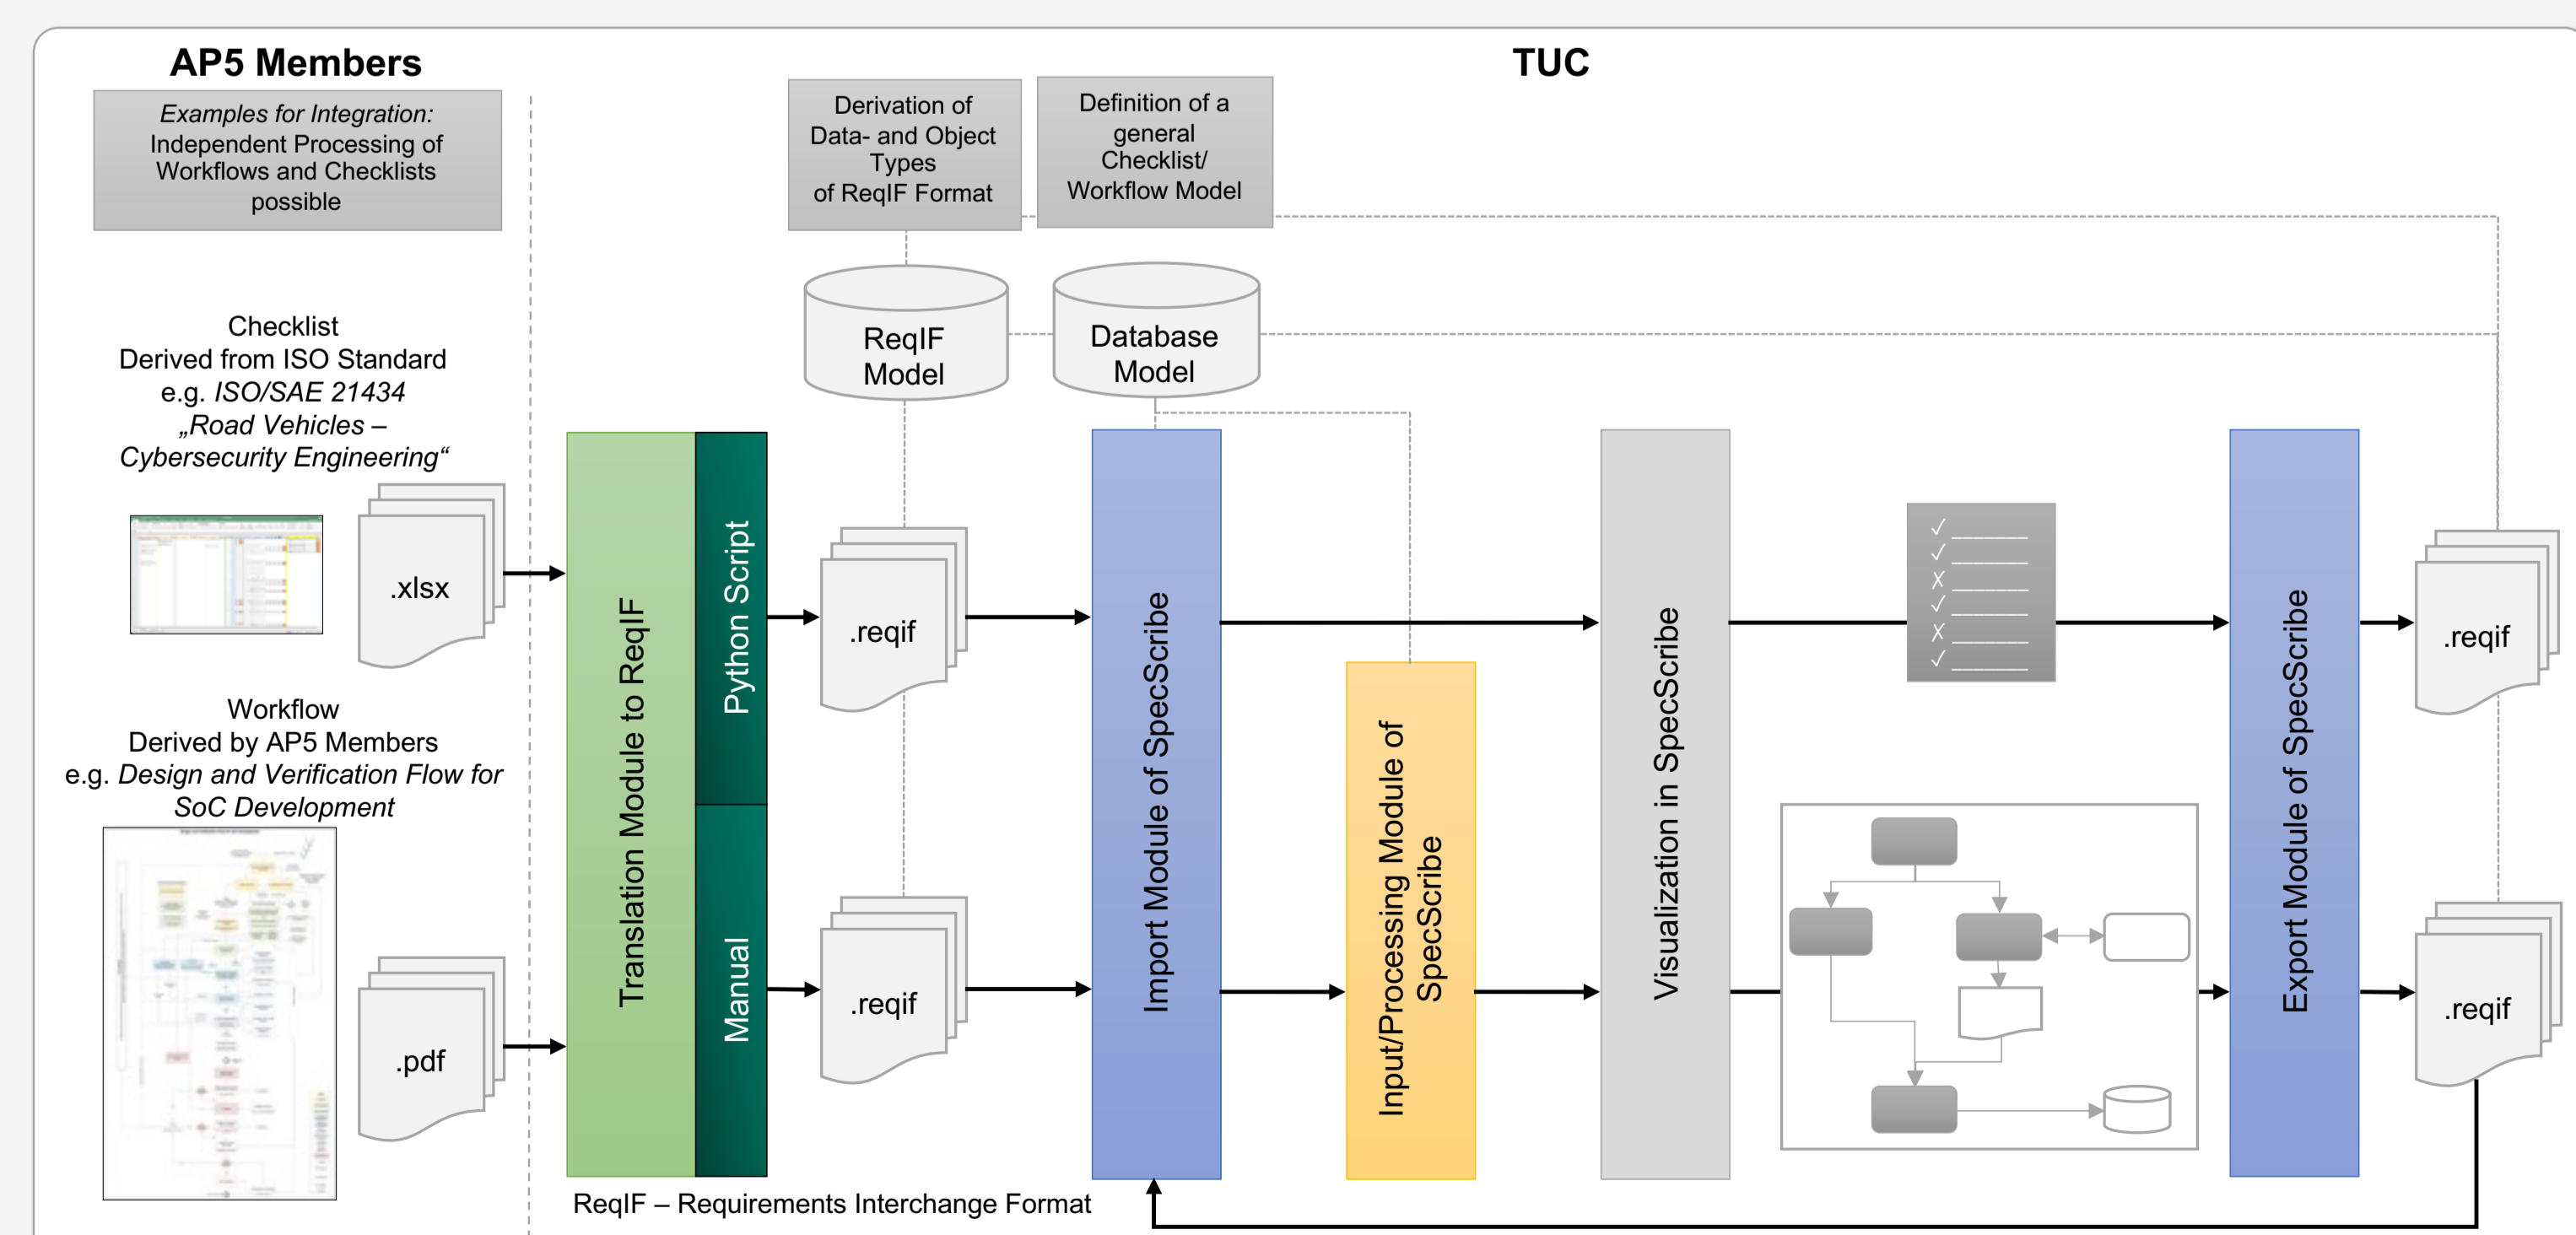 AP5 Members
TUC
Examples for Integration:
Independent Processing of
Workflows and Checklists
possible
Derivation of
Data- and Object
Types
of ReqIF Format
Definition of a
general
Checklist/
Workflow Model
ReqIF
Model
Database
Model
Checklist
Derived from ISO Standard
e.g. ISO/SAE 21434
„Road Vehicles –
Cybersecurity Engineering“
.xlsx
Workflow
Derived by AP5 Members
e.g. Design and Verification Flow for
SoC Development
.pdf
Translation Module to ReqIF
Python Script
Manual
.reqif
.reqif
Import Module of SpecScribe
Input/Processing Module of
SpecScribe
Visualization in SpecScribe
Export Module of SpecScribe
.reqif
.reqif
ReqIF – Requirements Interchange Format